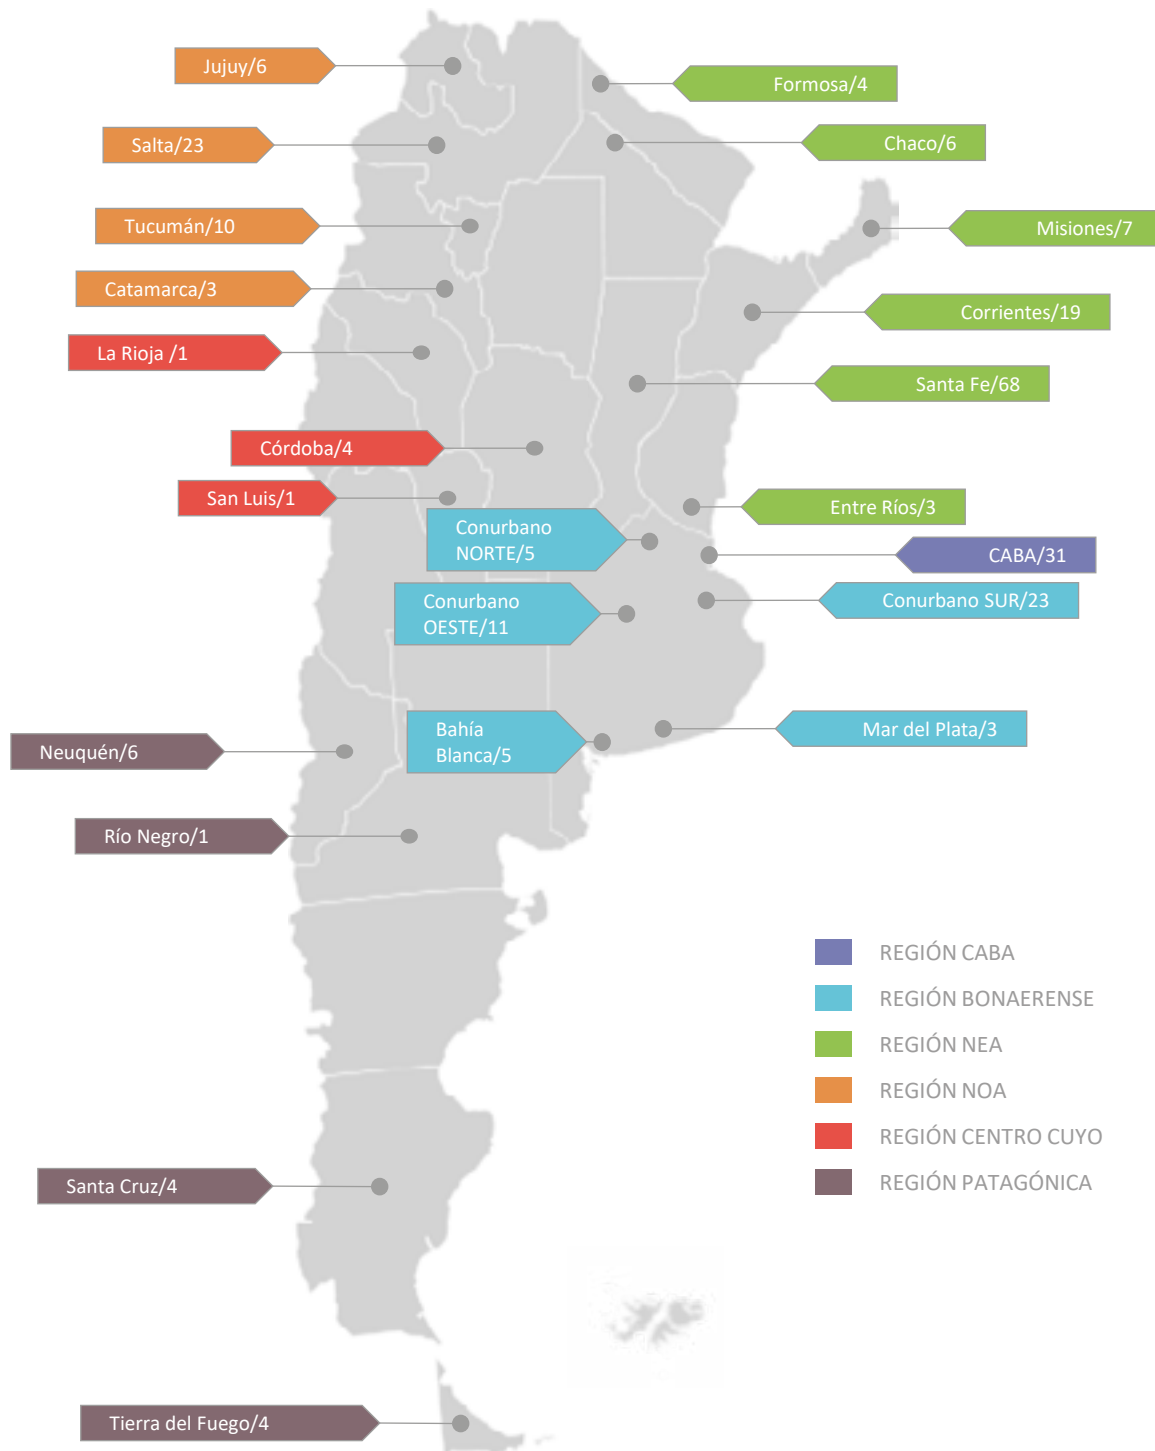 Jujuy/6
Formosa/4
Salta/23
Chaco/6
Tucumán/10
Misiones/7
Catamarca/3
Corrientes/19
La Rioja /1
Santa Fe/68
Córdoba/4
San Luis/1
Entre Ríos/3
Conurbano
NORTE/5
CABA/31
Conurbano
OESTE/11
Conurbano SUR/23
Bahía
Blanca/5
Mar del Plata/3
Neuquén/6
Río Negro/1
REGIÓN CABA
REGIÓN BONAERENSE
REGIÓN NEA
REGIÓN NOA
REGIÓN CENTRO CUYO
REGIÓN PATAGÓNICA
Santa Cruz/4
Tierra del Fuego/4